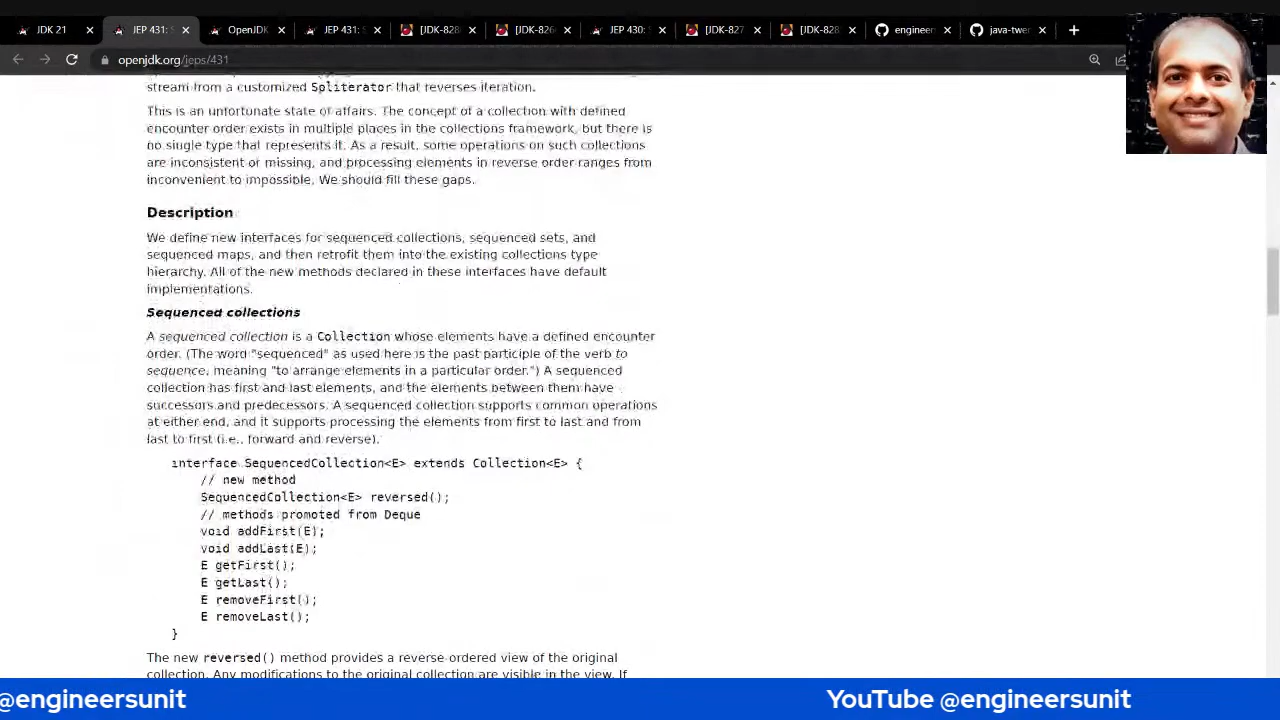 JDK 21
JEP 431: S
OpenJDK
JEP 431: S
[JDK-828
[JDK-826
JEP 430: S
[JDK-827
[JDK-828
engineer
java-twer
openjdk.org/jeps/431
stream from a customized Spliterator that reverses iteration.
This is an unfortunate state of affairs. The concept of a collection with defined
encounter order exists in multiple places in the collections framework, but there is
no single type that represents it. As a result, some operations on such collections
are inconsistent or missing, and processing elements in reverse order ranges from
inconvenient to impossible. We should fill these gaps.
Description
We define new interfaces for sequenced collections, sequenced sets, and
sequenced maps, and then retrofit them into the existing collections type
hierarchy. All of the new methods declared in these interfaces have default
implementations.
Sequenced collections
A sequenced collection is a Collection whose elements have a defined encounter
order. (The word "sequenced" as used here is the past participle of the verb to
sequence, meaning "to arrange elements in a particular order.") A sequenced
collection has first and last elements, and the elements between them have
successors and predecessors. A sequenced collection supports common operations
at either end, and it supports processing the elements from first to last and from
last to first (i.e., forward and reverse).
interface SequencedCollection<E> extends Collection<E> {
// new method
SequencedCollection<E> reversed();
// methods promoted from Deque
void addFirst(E);
void addLast(E);
E getFirst();
E getLast();
E removeFirst();
E removeLast();
}
The new reversed() method provides a reverse-ordered view of the original
collection. Any modifications to the original collection are visible in the view. If
@engineersunit
YouTube @engineersunit